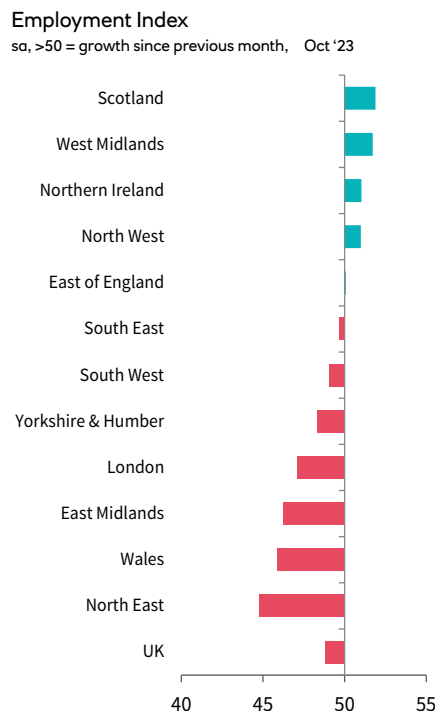 Employment Index
sa, >50 = growth since previous month, Oct ‘23
Scotland
West Midlands
Northern Ireland
North West
East of England
South East
South West
Yorkshire & Humber
London
East Midlands
Wales
North East
UK
40 45 50 55